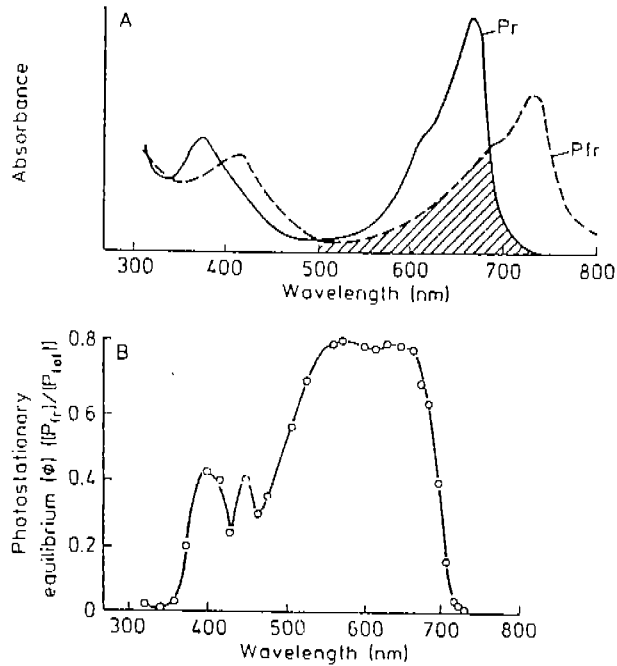 A
Pr
Pfr
Absorbance
300 400 500 600 700 800
Wavelength (nm)
B
Photostationary
equilibrium (ϕ) ([Pfr]/[Ptot])
0.8
0.6
0.4
0.2
0
300 400 500 600 700 800
Wavelength (nm)